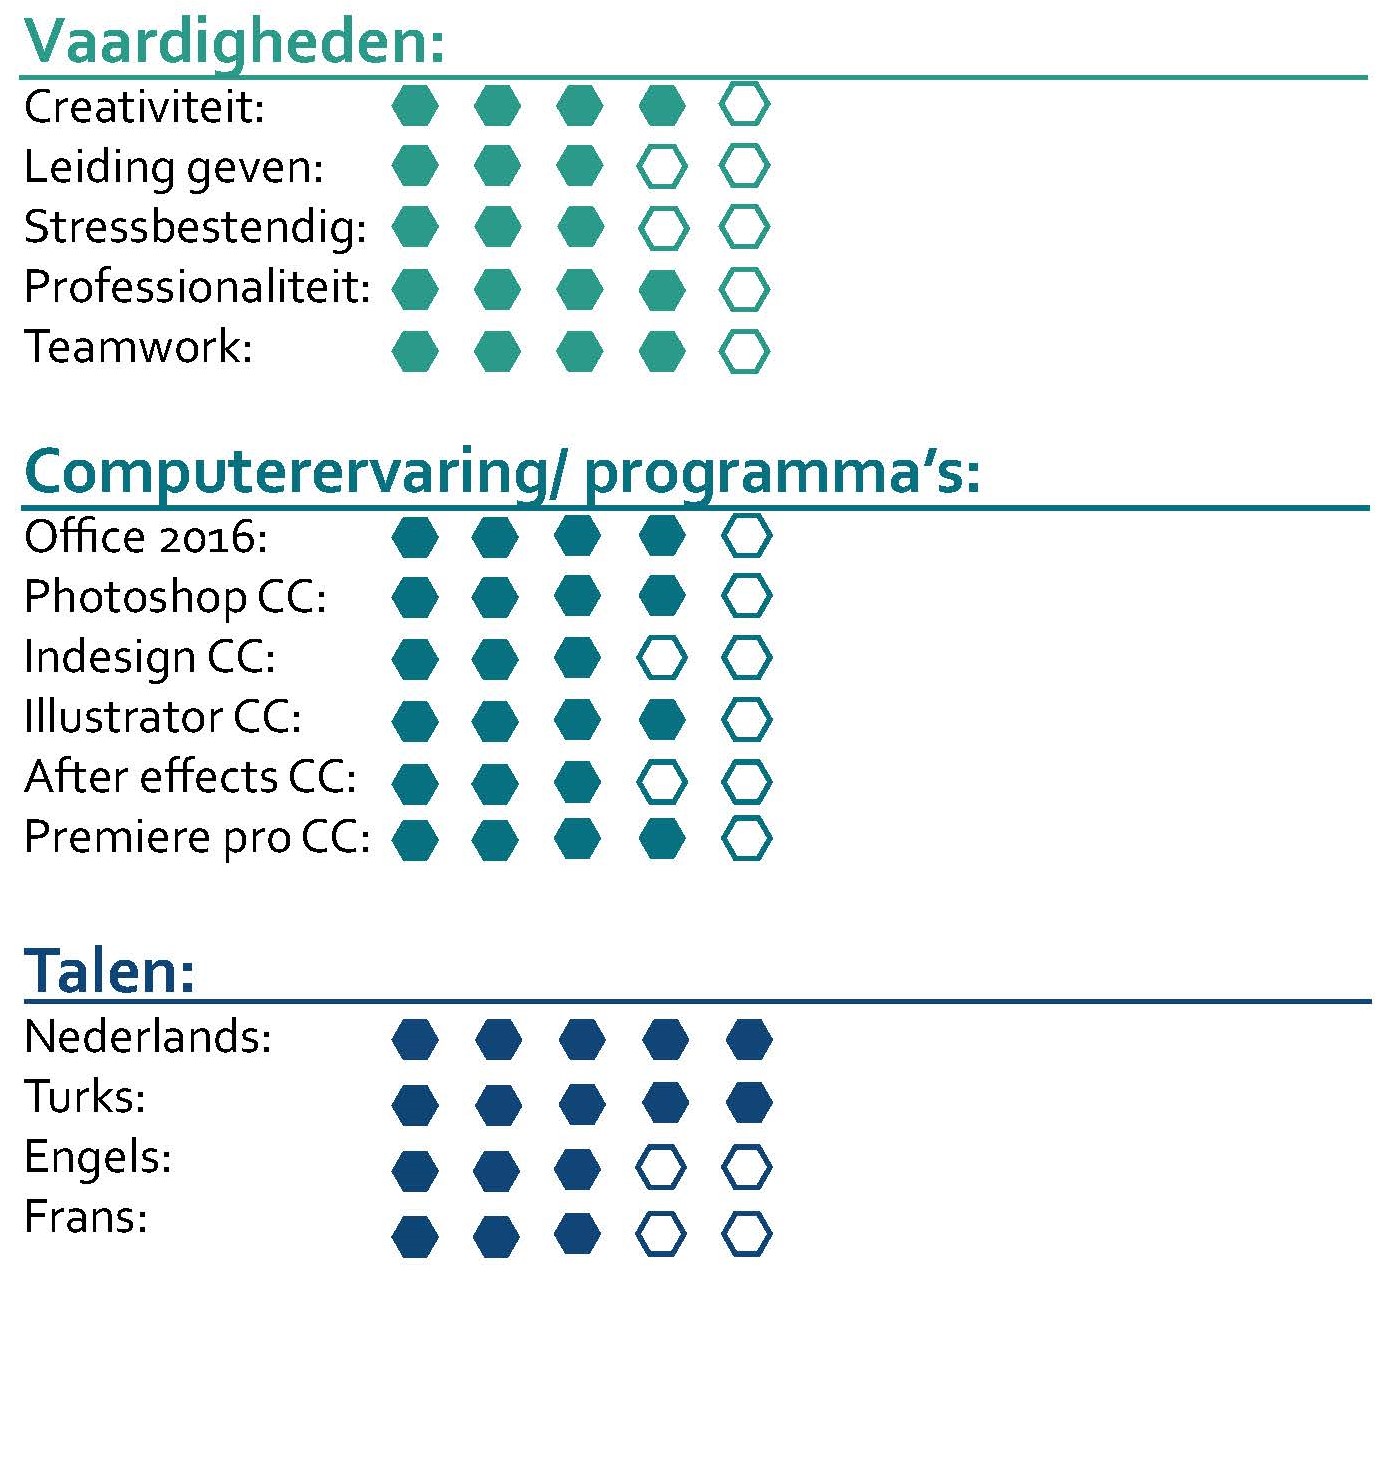 Vaardigheden:
Creativiteit:
Leiding geven:
Stressbestendig:
Professionaliteit:
Teamwork:
Computerervaring/ programma’s:
Office 2016:
Photoshop CC:
Indesign CC:
Illustrator CC:
After effects CC:
Premiere pro CC:
Talen:
Nederlands:
Turks:
Engels:
Frans: